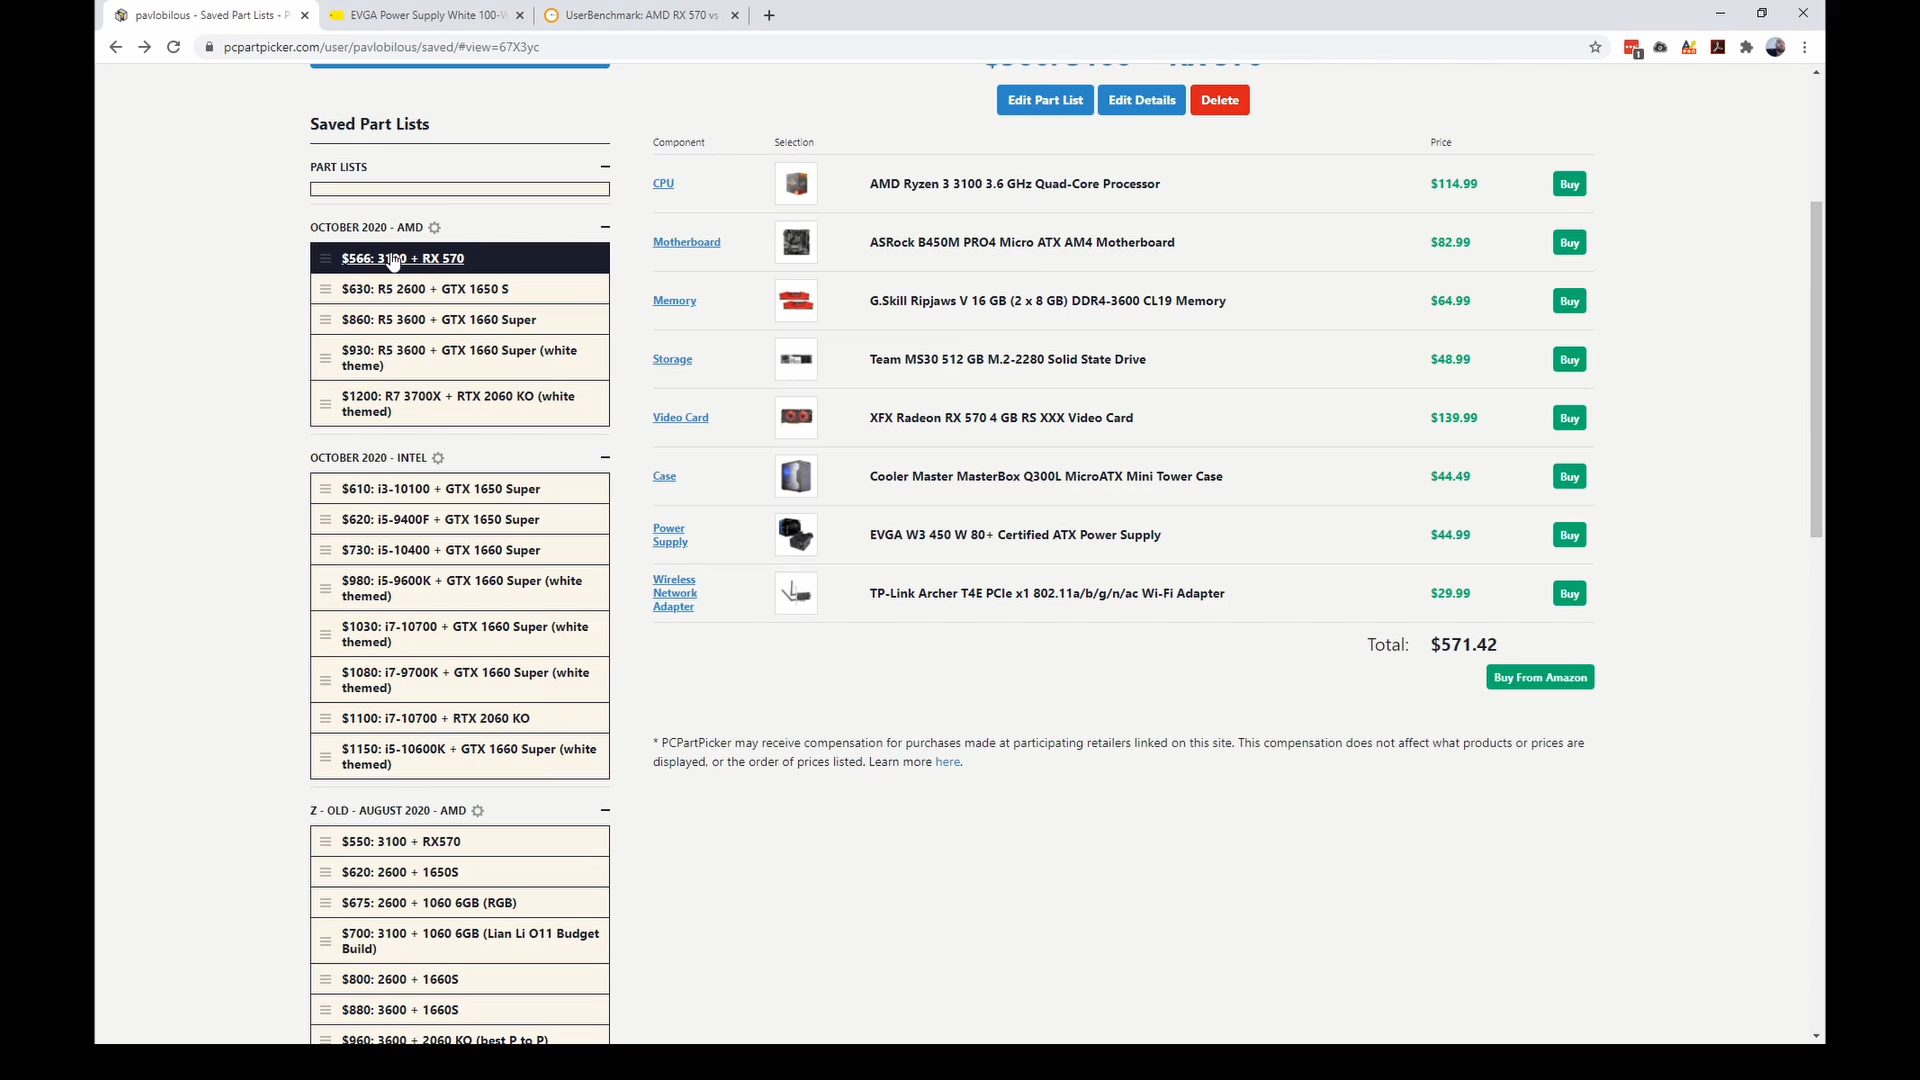 pavlobilous - Saved Part Lists - P
EVGA Power Supply White 100-W
UserBenchmark: AMD RX 570 vs
pcpartpicker.com/user/pavlobilous/saved/#view=67X3yc
1
Edit Part List
Edit Details
Delete
Saved Part Lists
PART LISTS
OCTOBER 2020 - AMD
$566: 3100 + RX 570
$630: R5 2600 + GTX 1650 S
$860: R5 3600 + GTX 1660 Super
$930: R5 3600 + GTX 1660 Super (white
theme)
$1200: R7 3700X + RTX 2060 KO (white
themed)
OCTOBER 2020 - INTEL
$610: i3-10100 + GTX 1650 Super
$620: i5-9400F + GTX 1650 Super
$730: i5-10400 + GTX 1660 Super
$980: i5-9600K + GTX 1660 Super (white
themed)
$1030: i7-10700 + GTX 1660 Super (white
themed)
$1080: i7-9700K + GTX 1660 Super (white
themed)
$1100: i7-10700 + RTX 2060 KO
$1150: i5-10600K + GTX 1660 Super (white
themed)
Z - OLD - AUGUST 2020 - AMD
$550: 3100 + RX570
$620: 2600 + 1650S
$675: 2600 + 1060 6GB (RGB)
$700: 3100 + 1060 6GB (Lian Li O11 Budget
Build)
$800: 2600 + 1660S
$880: 3600 + 1660S
$960: 3600 + 2060 KO (best P to P)
Component Selection Price
CPU AMD Ryzen 3 3100 3.6 GHz Quad-Core Processor $114.99 Buy
Motherboard ASRock B450M PRO4 Micro ATX AM4 Motherboard $82.99 Buy
Memory G.Skill Ripjaws V 16 GB (2 x 8 GB) DDR4-3600 CL19 Memory $64.99 Buy
Storage Team MS30 512 GB M.2-2280 Solid State Drive $48.99 Buy
Video Card XFX Radeon RX 570 4 GB RS XXX Video Card $139.99 Buy
Case Cooler Master MasterBox Q300L MicroATX Mini Tower Case $44.49 Buy
Power
Supply EVGA W3 450 W 80+ Certified ATX Power Supply $44.99 Buy
Wireless
Network TP-Link Archer T4E PCIe x1 802.11a/b/g/n/ac Wi-Fi Adapter $29.99 Buy
Adapter
Total: $571.42
Buy From Amazon
* PCPartPicker may receive compensation for purchases made at participating retailers linked on this site. This compensation does not affect what products or prices are
displayed, or the order of prices listed. Learn more here.